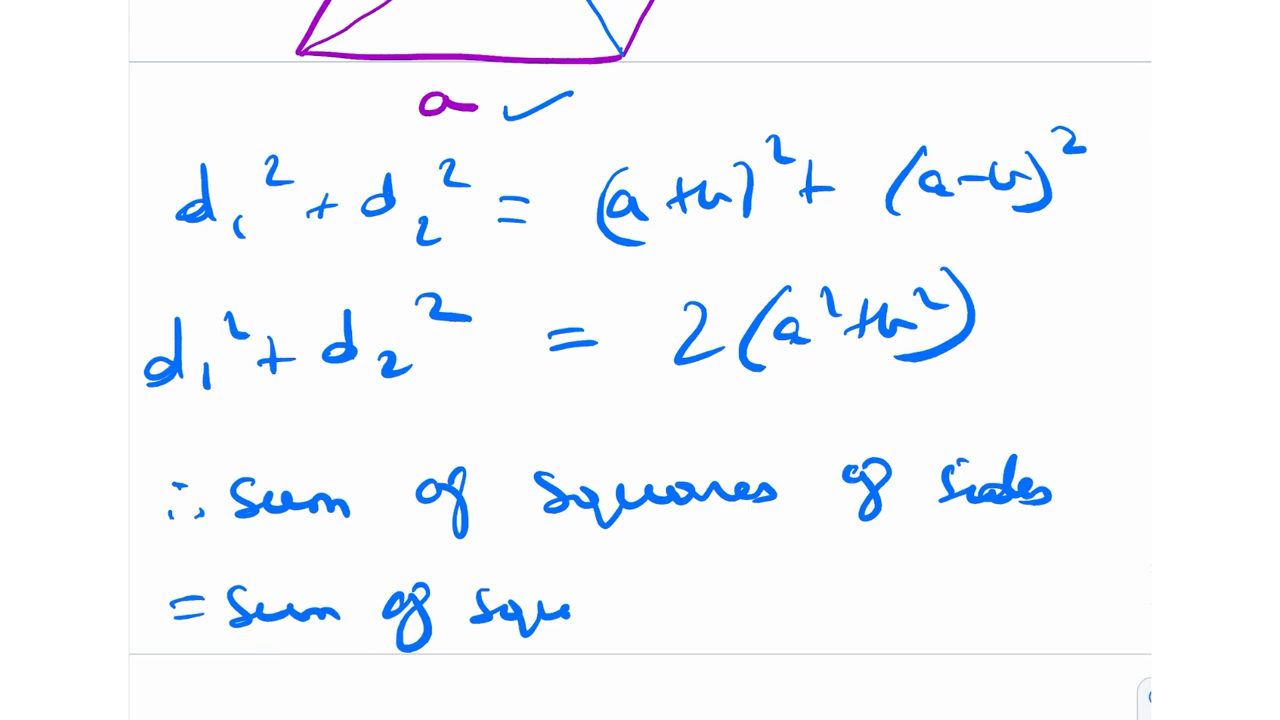 a ✓
d₁² + d₂² = (a+b)² + (a-b)²
d₁² + d₂² = 2(a²+b²)
∴ sum of squares of sides
= sum of squ